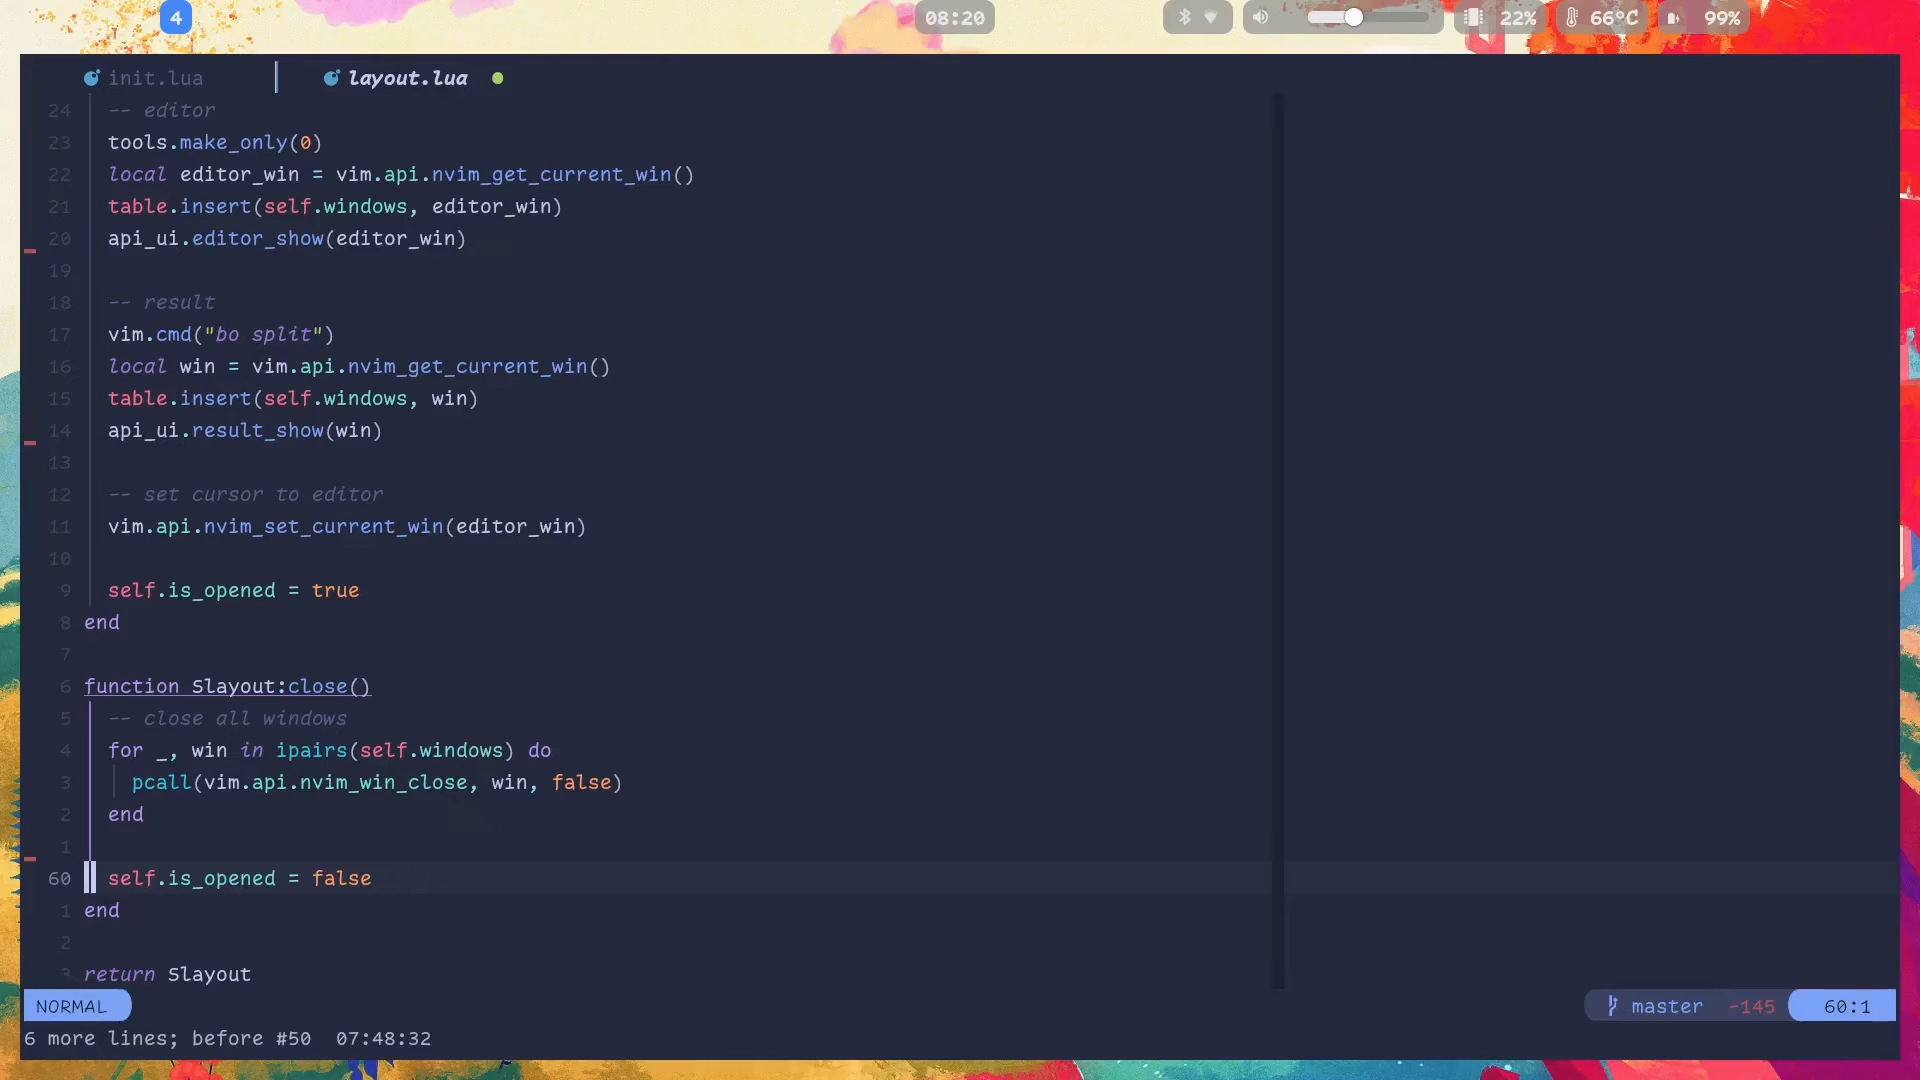 4
08:20
22%
66°C
99%
init.lua
layout.lua
24 -- editor
23 tools.make_only(0)
22 local editor_win = vim.api.nvim_get_current_win()
21 table.insert(self.windows, editor_win)
20 api_ui.editor_show(editor_win)
19
18 -- result
17 vim.cmd("bo split")
16 local win = vim.api.nvim_get_current_win()
15 table.insert(self.windows, win)
14 api_ui.result_show(win)
13
12 -- set cursor to editor
11 vim.api.nvim_set_current_win(editor_win)
10
9 self.is_opened = true
8 end
7
6 function Slayout:close()
5 -- close all windows
4 for _, win in ipairs(self.windows) do
3 pcall(vim.api.nvim_win_close, win, false)
2 end
1
60 self.is_opened = false
1 end
2
3 return Slayout
NORMAL
master -145 60:1
6 more lines; before #50 07:48:32